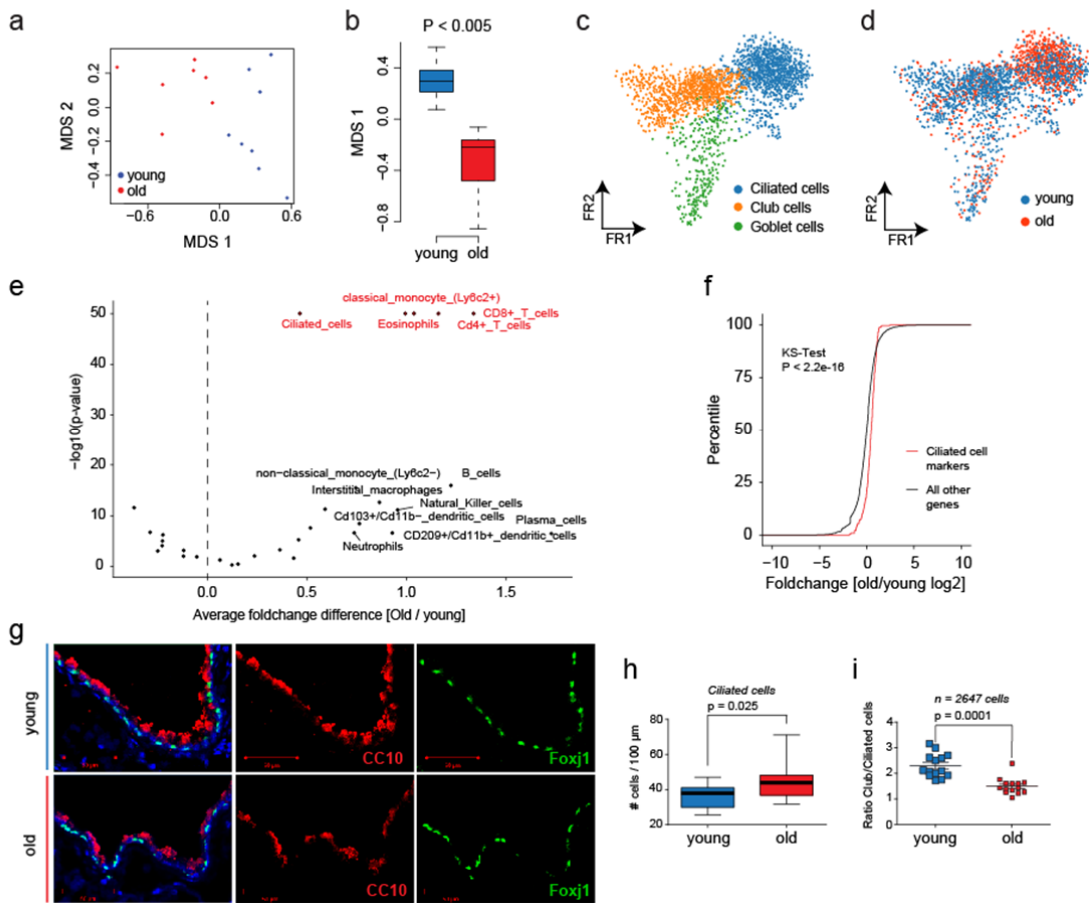 a
MDS 2
0.2
0.0
−0.4
young
old
−0.6
0.0
0.6
MDS 1
b
P < 0.005
MDS 1
0.4
0.0
−0.4
−0.8
young
old
c
FR2
FR1
Ciliated cells
Club cells
Goblet cells
d
FR2
FR1
young
old
e
−log10(p-value)
50
40
30
20
10
0
classical_monocyte_(Ly6c2+)
CD8+_T_cells
Ciliated_cells
Eosinophils
Cd4+_T_cells
non-classical_monocyte_(Ly6c2−)
B_cells
Interstitial_macrophages
Natural_Killer_cells
Cd103+/Cd11b−_dendritic_cells
Plasma_cells
CD209+/Cd11b+_dendritic_cells
Neutrophils
0.0
0.5
1.0
1.5
Average foldchange difference [Old / young]
f
Percentile
100
75
50
25
0
KS-Test
P < 2.2e-16
Ciliated cell
markers
All other
genes
−10
−5
0
5
10
Foldchange [old/young log2]
g
young
CC10
Foxj1
old
CC10
Foxj1
h
Ciliated cells
p = 0.025
# cells / 100 µm
80
60
40
20
young
old
i
n = 2647 cells
p = 0.0001
Ratio Club/Ciliated cells
4
3
2
1
0
young
old